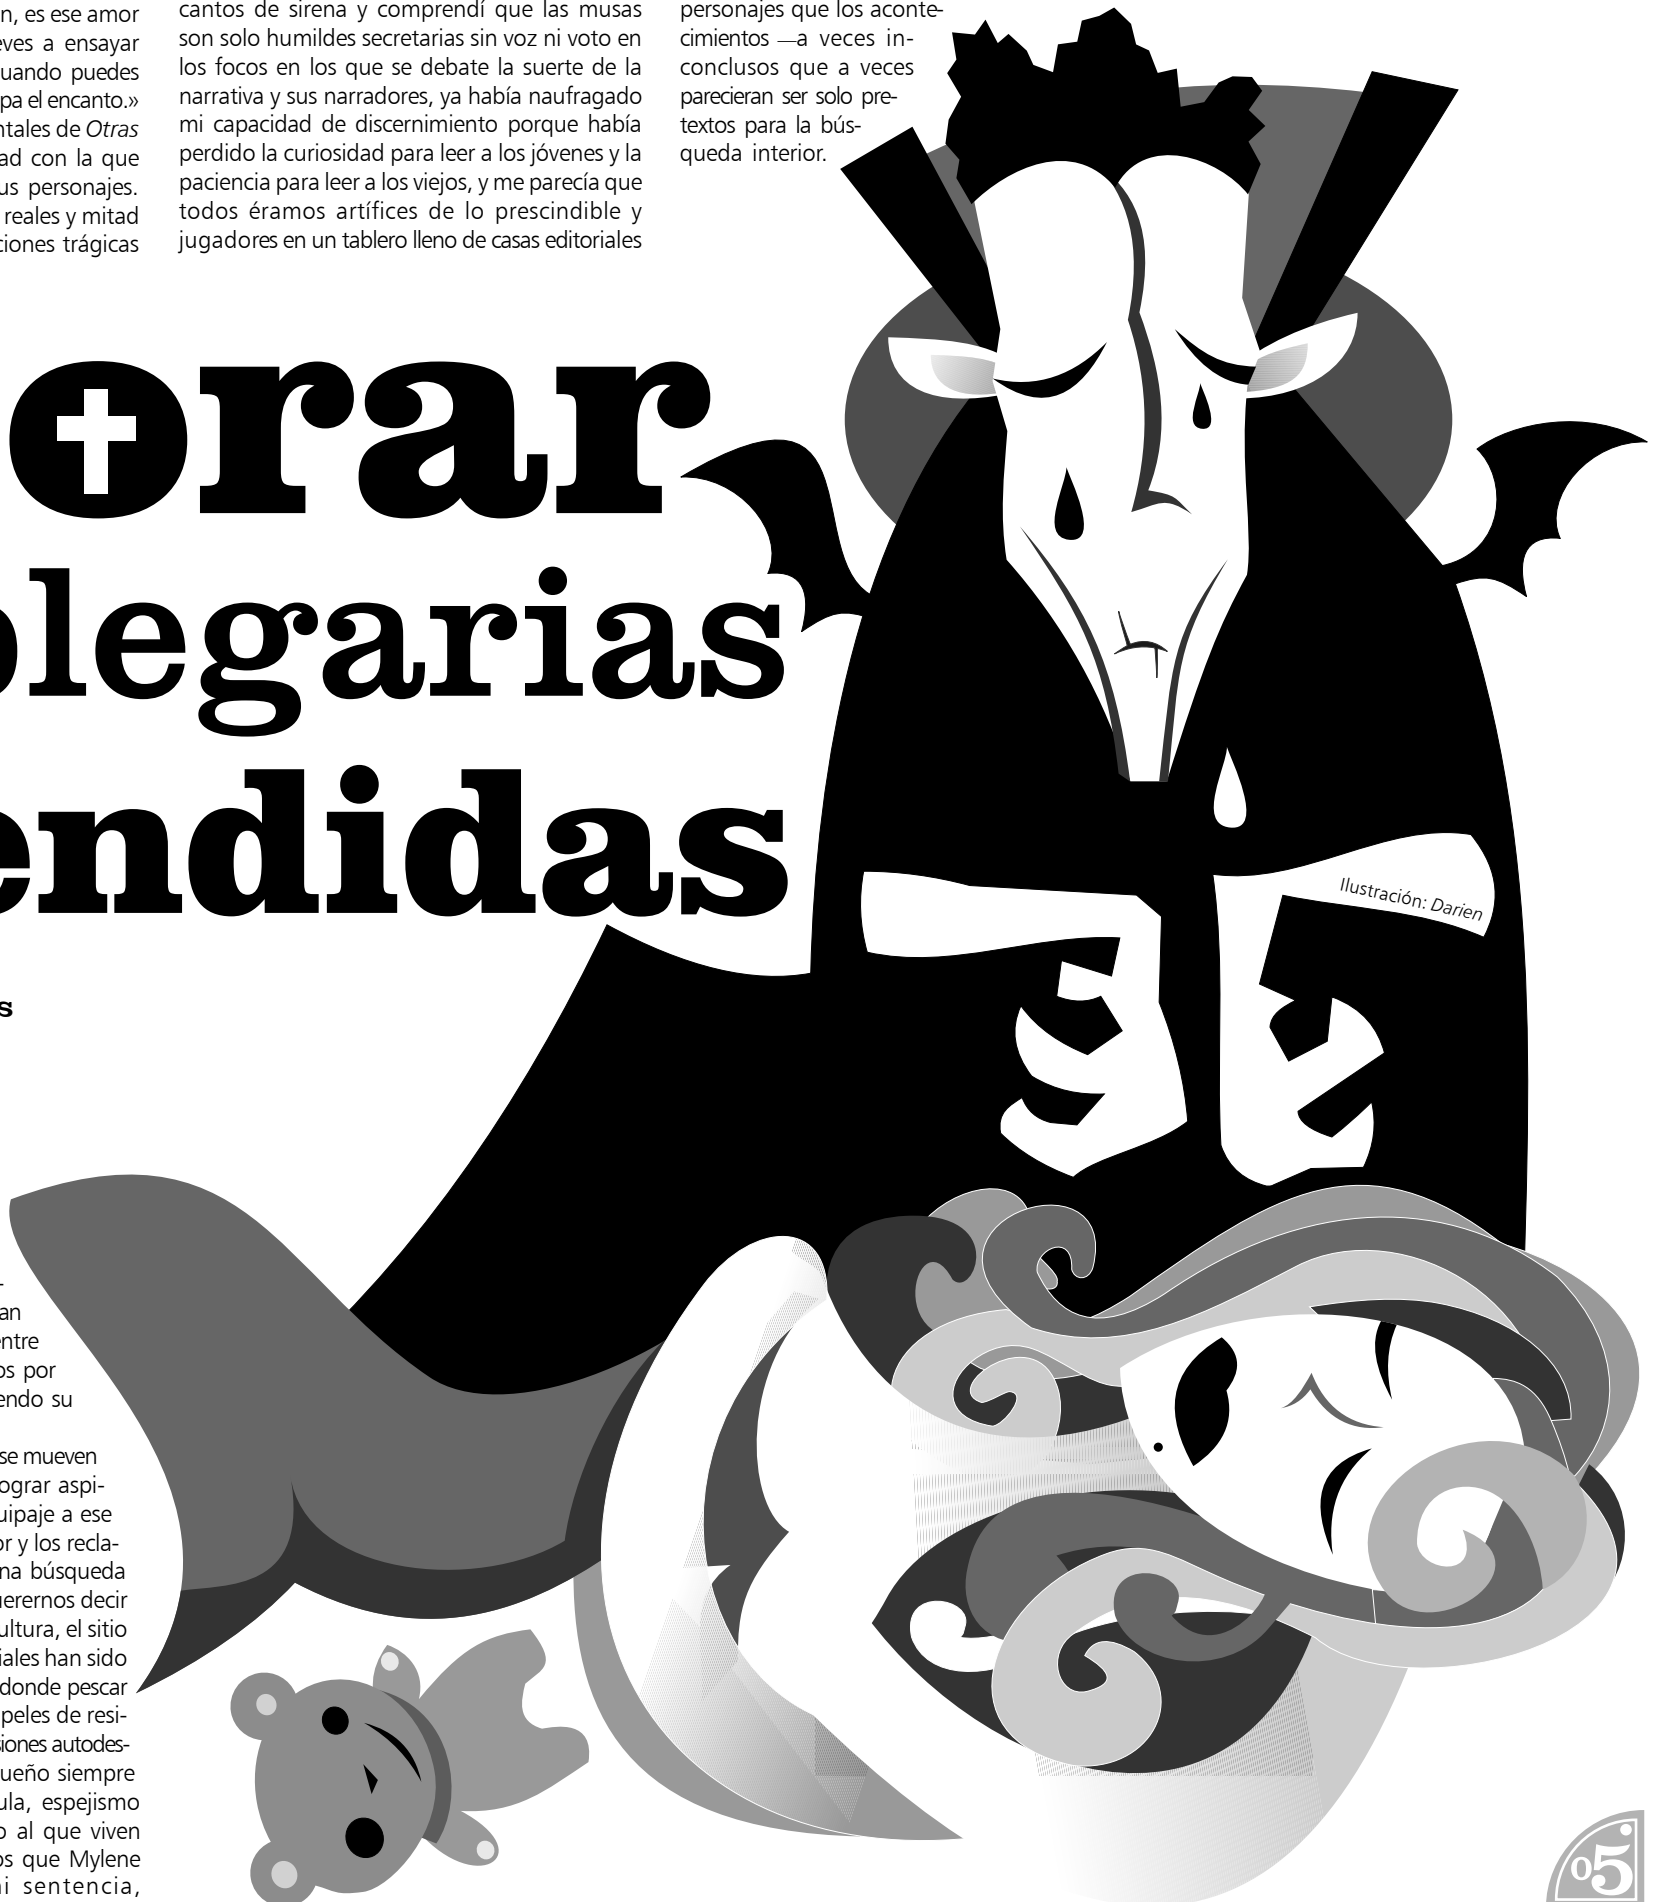 n, es ese amor
eves a ensayar
uando puedes
pa el encanto.»
ntales de Otras
ad con la que
us personajes.
reales y mitad
ciones trágicas
cantos de sirena y comprendí que las musas
son solo humildes secretarias sin voz ni voto en
los focos en los que se debate la suerte de la
narrativa y sus narradores, ya había naufragado
mi capacidad de discernimiento porque había
perdido la curiosidad para leer a los jóvenes y la
paciencia para leer a los viejos, y me parecía que
todos éramos artífices de lo prescindible y
jugadores en un tablero lleno de casas editoriales
personajes que los aconte-
cimientos —a veces in-
conclusos que a veces
parecieran ser solo pre-
textos para la bús-
queda interior.
orar
plegarias
endidas
s
-
an
entre
os por
endo su
se mueven
ograr aspi-
uipaje a ese
or y los recla-
na búsqueda
uerernos decir
ultura, el sitio
iales han sido
donde pescar
peles de resi-
siones autodes-
ueño siempre
ula, espejismo
o al que viven
os que Mylene
ni sentencia,
Ilustración: Darien
05